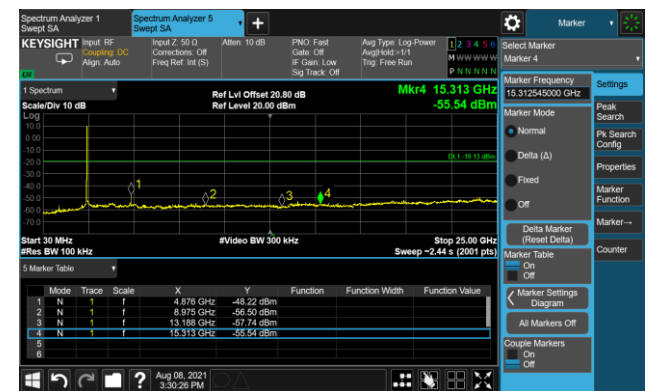 Spectrum Analyzer 1
Swept SA
Spectrum Analyzer 5
Swept SA
+
Marker
KEYSIGHT
Input: RF
Coupling: DC
Align: Auto
Input Z: 50 Ω
Corrections: Off
Freq Ref: Int (S)
Atten: 10 dB
PNO: Fast
Gate: Off
IF Gain: Low
Sig Track: Off
Avg Type: Log-Power
Avg|Hold:>1/1
Trig: Free Run
1 2 3 4 5 6
M W W W W W
P N N N N N
Select Marker
Marker 4
1 Spectrum
Ref Lvl Offset 20.80 dB
Mkr4 15.313 GHz
Scale/Div 10 dB
Ref Level 20.00 dBm
-55.54 dBm
Log
10.0
0.00
-10.0
-20.0
-30.0
-40.0
-50.0
-60.0
-70.0
DL1 -19.13 dBm
1
2
3
4
Start 30 MHz
#Video BW 300 kHz
Stop 25.00 GHz
#Res BW 100 kHz
Sweep ~2.44 s (2001 pts)
5 Marker Table
Mode Trace Scale X Y Function Function Width Function Value
1 N 1 f 4.876 GHz -48.22 dBm
2 N 1 f 8.975 GHz -56.50 dBm
3 N 1 f 13.188 GHz -57.74 dBm
4 N 1 f 15.313 GHz -55.54 dBm
5
6
Marker Frequency
15.312545000 GHz
Marker Mode
Normal
Delta (Δ)
Fixed
Off
Delta Marker
(Reset Delta)
Marker Table
On
Off
Marker Settings
Diagram
All Markers Off
Couple Markers
On
Off
Settings
Peak
Search
Pk Search
Config
Properties
Marker
Function
Marker→
Counter
?
Aug 08, 2021
3:30:26 PM